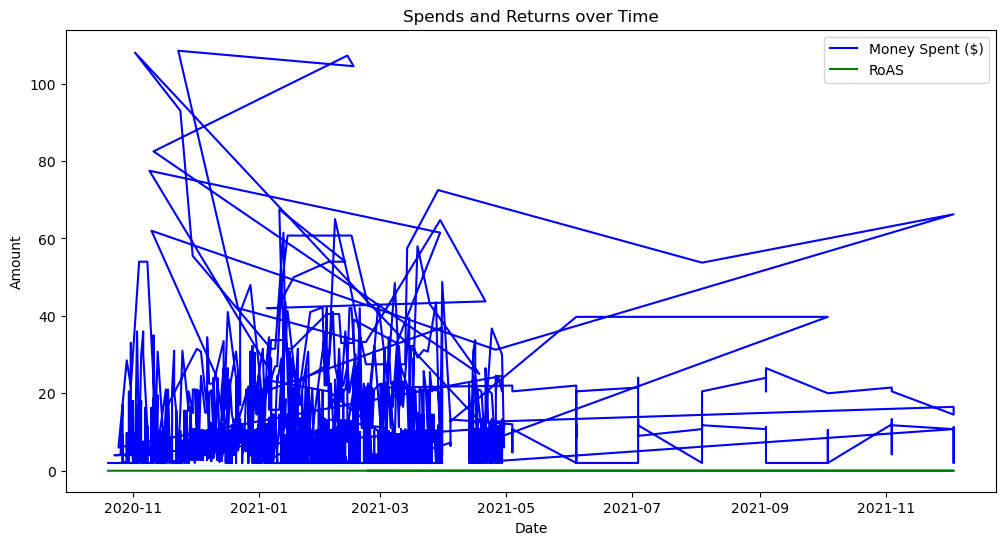 Spends and Returns over Time
Money Spent ($)
RoAS
Amount
100
80
60
40
20
0
2020-11
2021-01
2021-03
2021-05
2021-07
2021-09
2021-11
Date